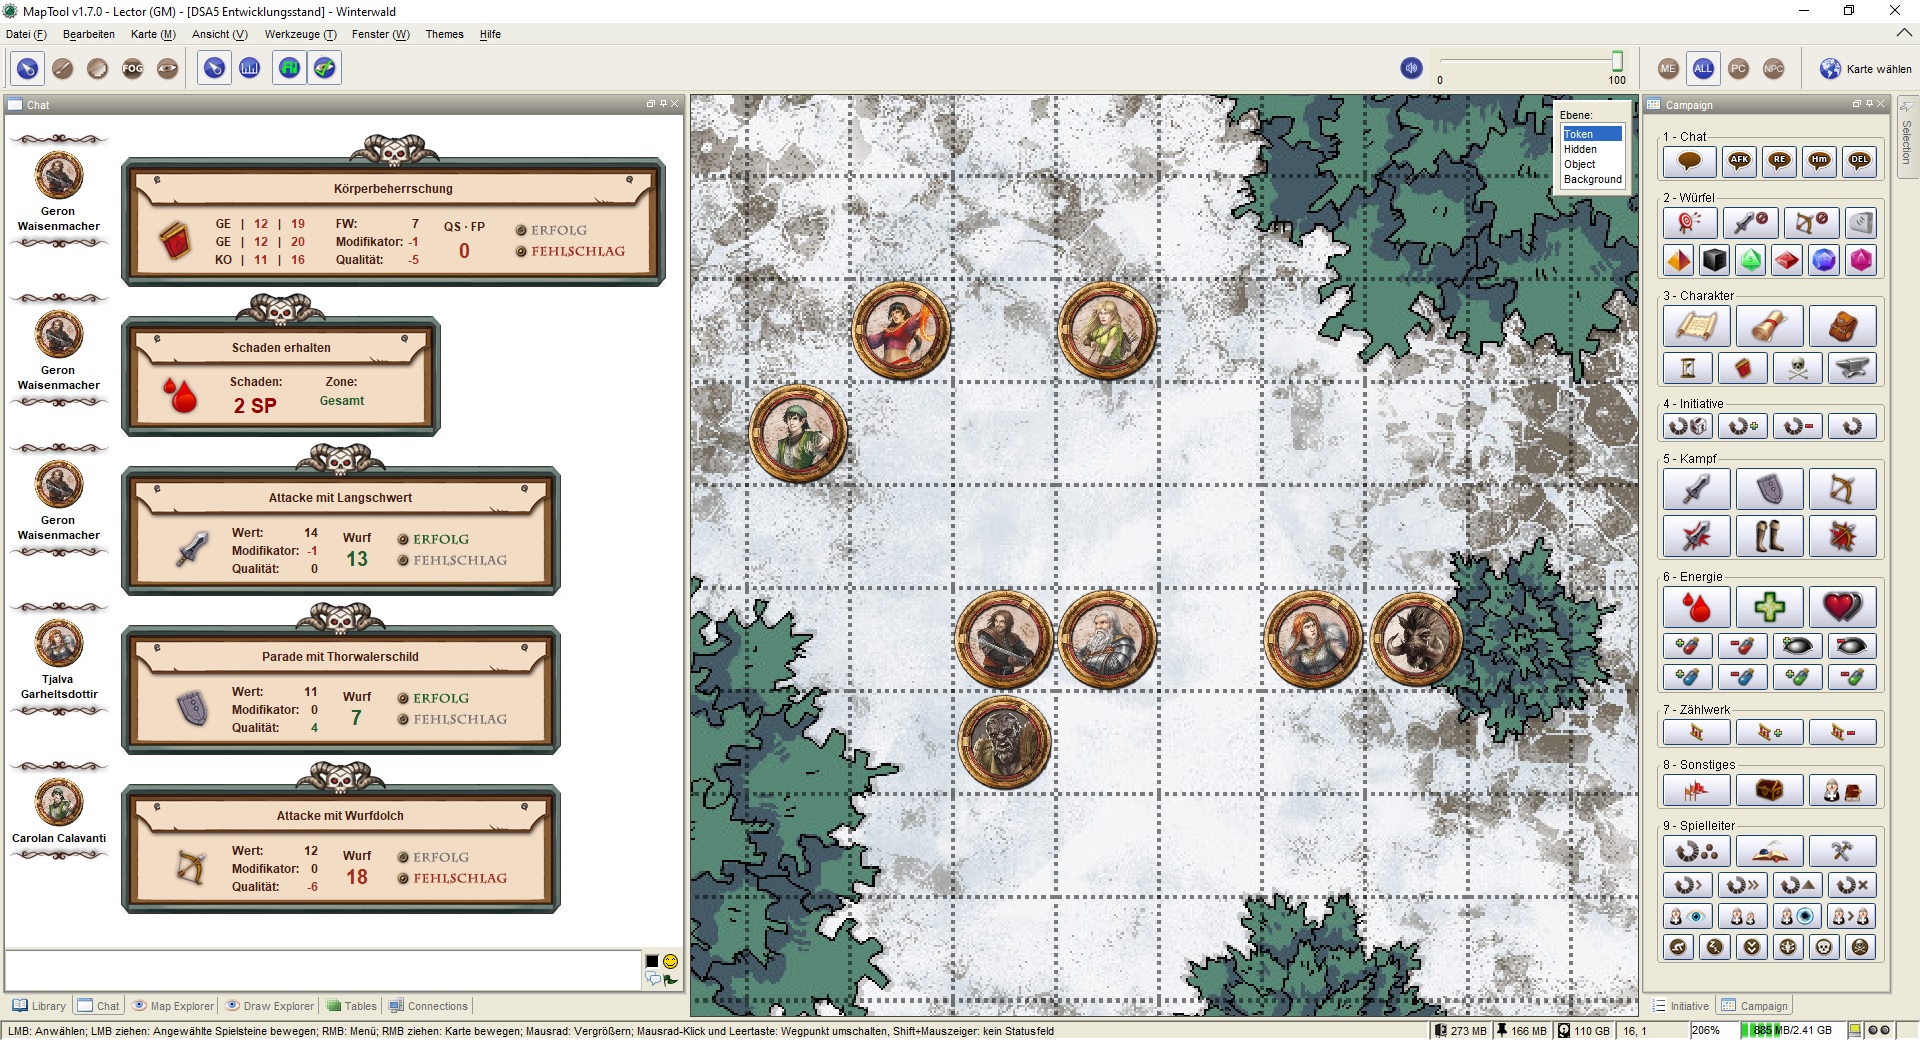 MapTool v1.7.0 - Lector (GM) - [DSA5 Entwicklungsstand] - Winterwald
Datei (F) Bearbeiten Karte (M) Ansicht (V) Werkzeuge (T) Fenster (W) Themes Hilfe
FOG
0 100
ME ALL PC NPC Karte wählen
Chat
Geron
Waisenmacher
Körperbeherrschung
GE | 12 | 19 FW: 7 QS · FP ERFOLG
GE | 12 | 20 Modifikator: -1 0 FEHLSCHLAG
KO | 11 | 16 Qualität: -5
Geron
Waisenmacher
Schaden erhalten
Schaden: Zone:
2 SP Gesamt
Geron
Waisenmacher
Attacke mit Langschwert
Wert: 14 Wurf ERFOLG
Modifikator: -1 13 FEHLSCHLAG
Qualität: 0
Tjalva
Garheltsdottir
Parade mit Thorwalerschild
Wert: 11 Wurf ERFOLG
Modifikator: 0 7 FEHLSCHLAG
Qualität: 4
Carolan Calavanti
Attacke mit Wurfdolch
Wert: 12 Wurf ERFOLG
Modifikator: 0 18 FEHLSCHLAG
Qualität: -6
Library Chat Map Explorer Draw Explorer Tables Connections
Ebene:
Token
Hidden
Object
Background
Campaign
Selection
1 - Chat
AFK RE Hm DEL
2 - Würfel
3 - Charakter
4 - Initiative
5 - Kampf
6 - Energie
7 - Zählwerk
8 - Sonstiges
9 - Spielleiter
Initiative Campaign
LMB: Anwählen; LMB ziehen: Angewählte Spielsteine bewegen; RMB: Menü; RMB ziehen: Karte bewegen; Mausrad: Vergrößern; Mausrad-Klick und Leertaste: Wegpunkt umschalten, Shift+Mauszeiger: kein Statusfeld
273 MB 166 MB 110 GB 16, 1 206% 885 MB/2.41 GB